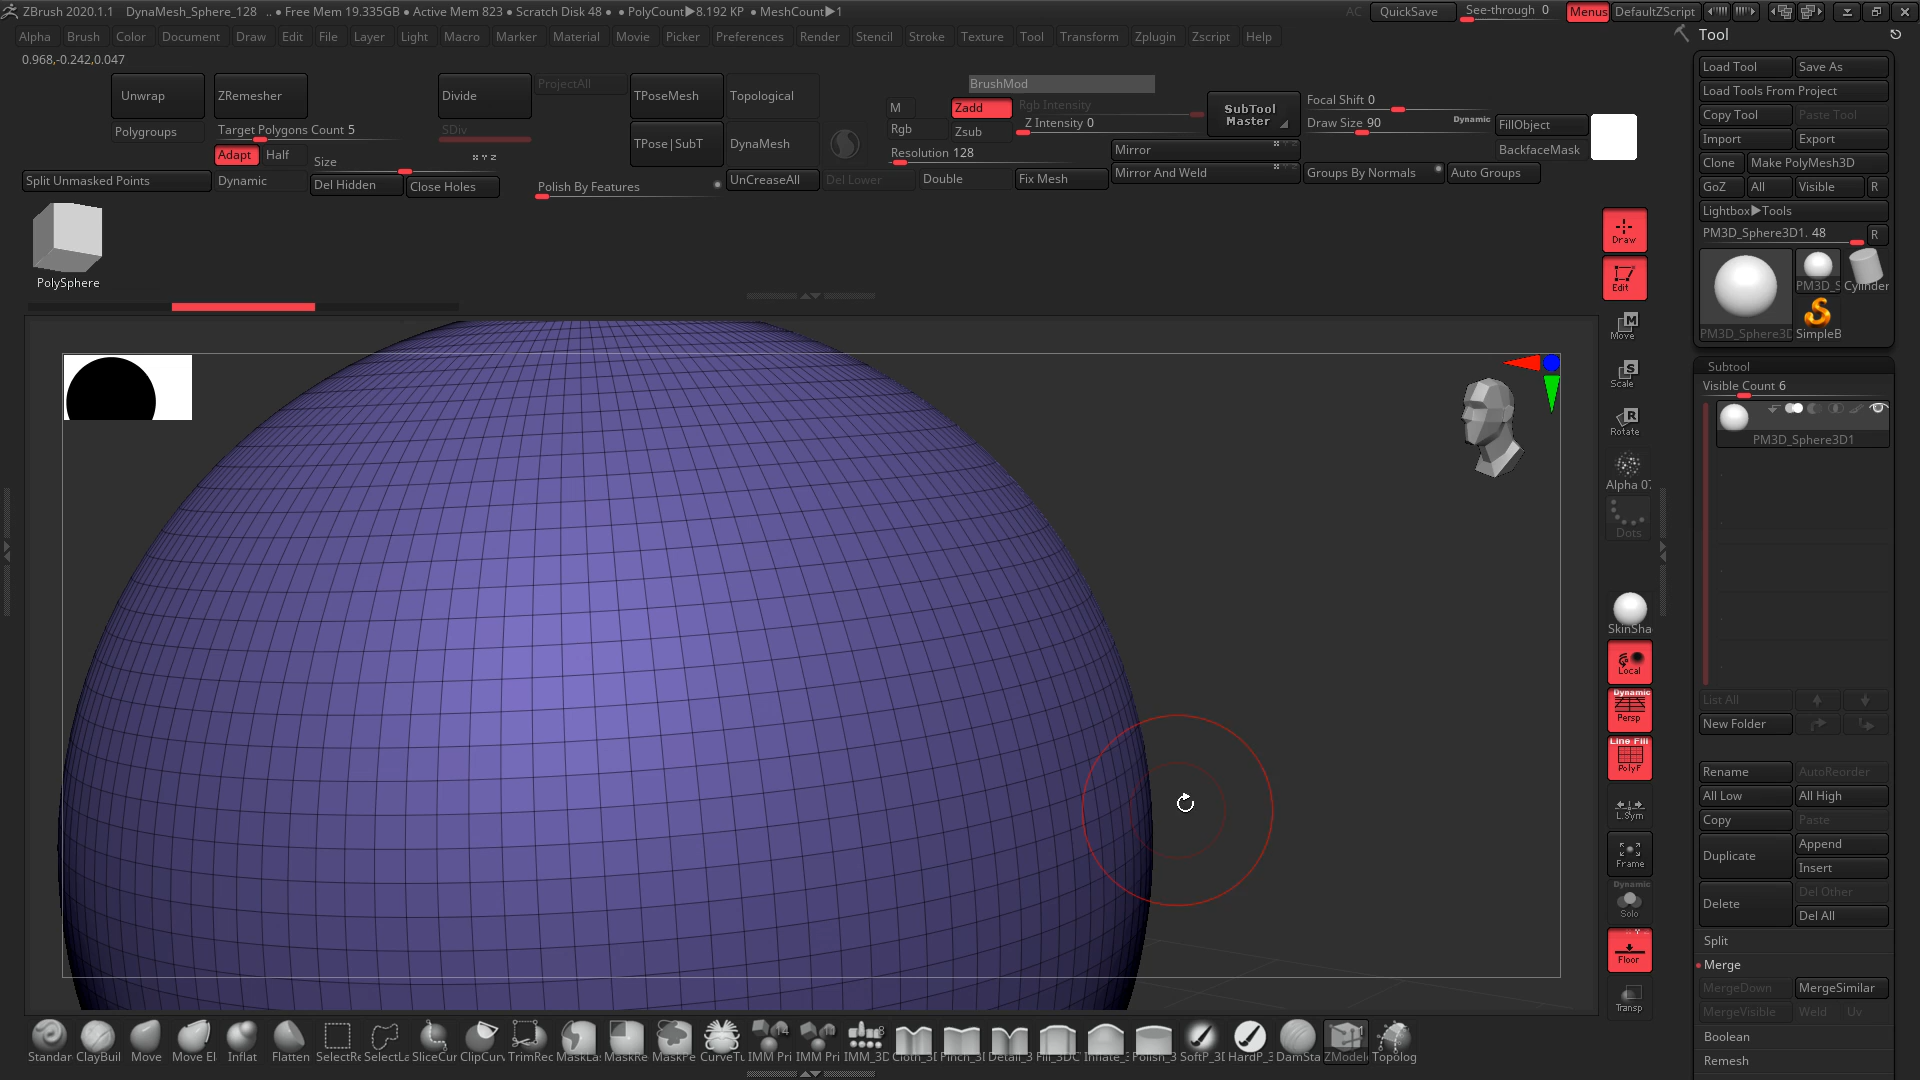 ZBrush 2020.1.1 DynaMesh_Sphere_128 .. • Free Mem 19.335GB • Active Mem 823 • Scratch Disk 48 • • PolyCount▶8.192 KP • MeshCount▶1 AC QuickSave See-through 0 Menus DefaultZScript
Alpha Brush Color Document Draw Edit File Layer Light Macro Marker Material Movie Picker Preferences Render Stencil Stroke Texture Tool Transform Zplugin Zscript Help
0.968,-0.242,0.047
Unwrap
Polygroups
Split Unmasked Points
ZRemesher
Target Polygons Count 5
Adapt Half
Dynamic
Size
x Y Z
Del Hidden
Close Holes
Divide
SDiv
ProjectAll
Polish By Features
TPoseMesh
TPose|SubT
Topological
DynaMesh
UnCreaseAll
Del Lower
BrushMod
M Zadd Rgb Intensity
Rgb Zsub Z Intensity 0
Resolution 128
Double
Fix Mesh
SubTool
Master
Mirror
Mirror And Weld
Focal Shift 0
Draw Size 90
Dynamic
FillObject
BackfaceMask
Groups By Normals
Auto Groups
PolySphere
Draw
Edit
M
Move
S
Scale
R
Rotate
Alpha 07
Dots
SkinSha
Local
Dynamic
Persp
Line Fill
PolyF
L.Sym
Frame
Dynamic
Solo
Floor
Transp
Tool
Load Tool Save As
Load Tools From Project
Copy Tool Paste Tool
Import Export
Clone Make PolyMesh3D
GoZ All Visible R
Lightbox▶Tools
PM3D_Sphere3D1. 48 R
PM3D_S Cylinder
PM3D_Sphere3D SimpleB
Subtool
Visible Count 6
PM3D_Sphere3D1
List All
New Folder
Rename AutoReorder
All Low All High
Copy Paste
Duplicate
Append
Insert
Delete
Del Other
Del All
Split
Merge
MergeDown MergeSimilar
MergeVisible Weld Uv
Boolean
Remesh
14
8
Standar ClayBuil Move Move El Inflat Flatten SelectRe SelectLa SliceCur ClipCurv TrimRec MaskLas MaskRe MaskPe CurveTu IMM Pri IMM Pri IMM_3D Cloth_3D Pinch_3D Detail_3 Fill_3DC Inflate_3 Polish_3 SoftP_3D HardP_3 DamSta ZModele Topolog